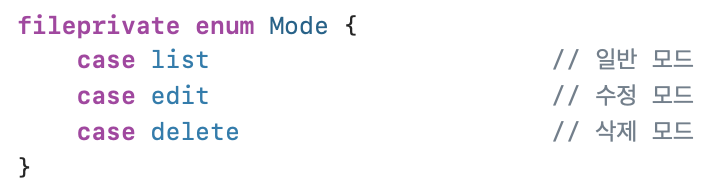 fileprivate enum Mode {
    case list                       // 일반 모드
    case edit                       // 수정 모드
    case delete                     // 삭제 모드
}